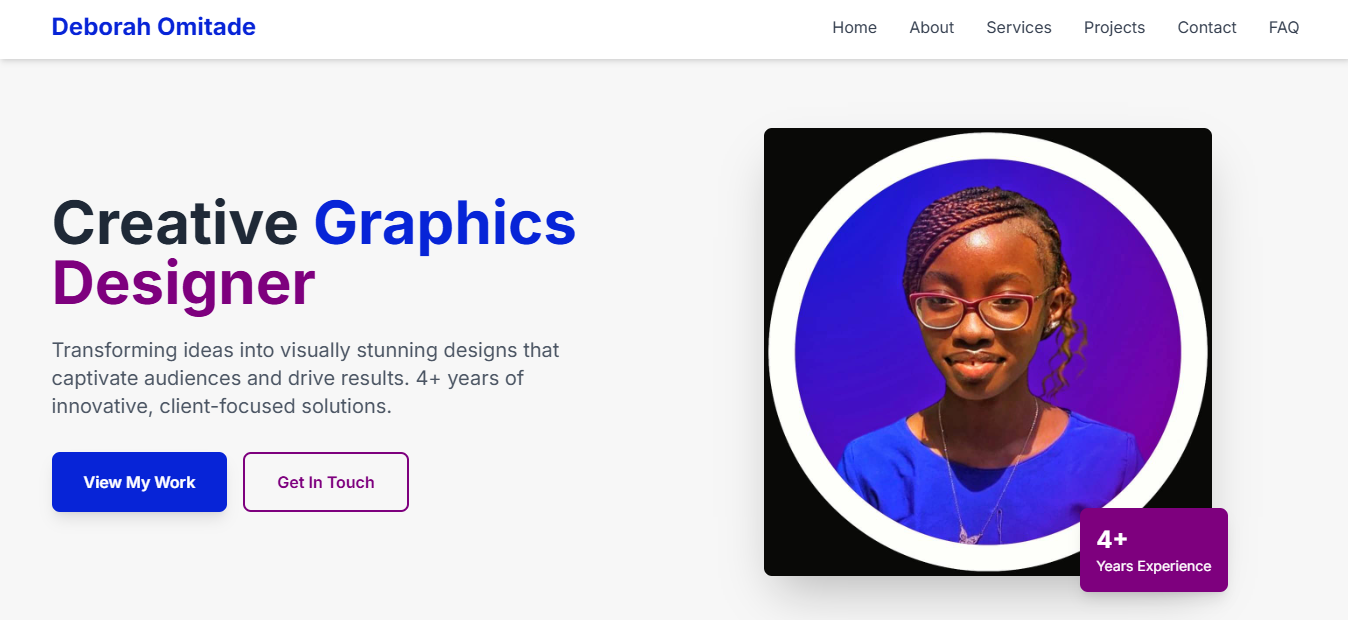 Deborah Omitade
Home About Services Projects Contact FAQ
Creative Graphics
Designer
Transforming ideas into visually stunning designs that
captivate audiences and drive results. 4+ years of
innovative, client-focused solutions.
View My Work
Get In Touch
4+
Years Experience